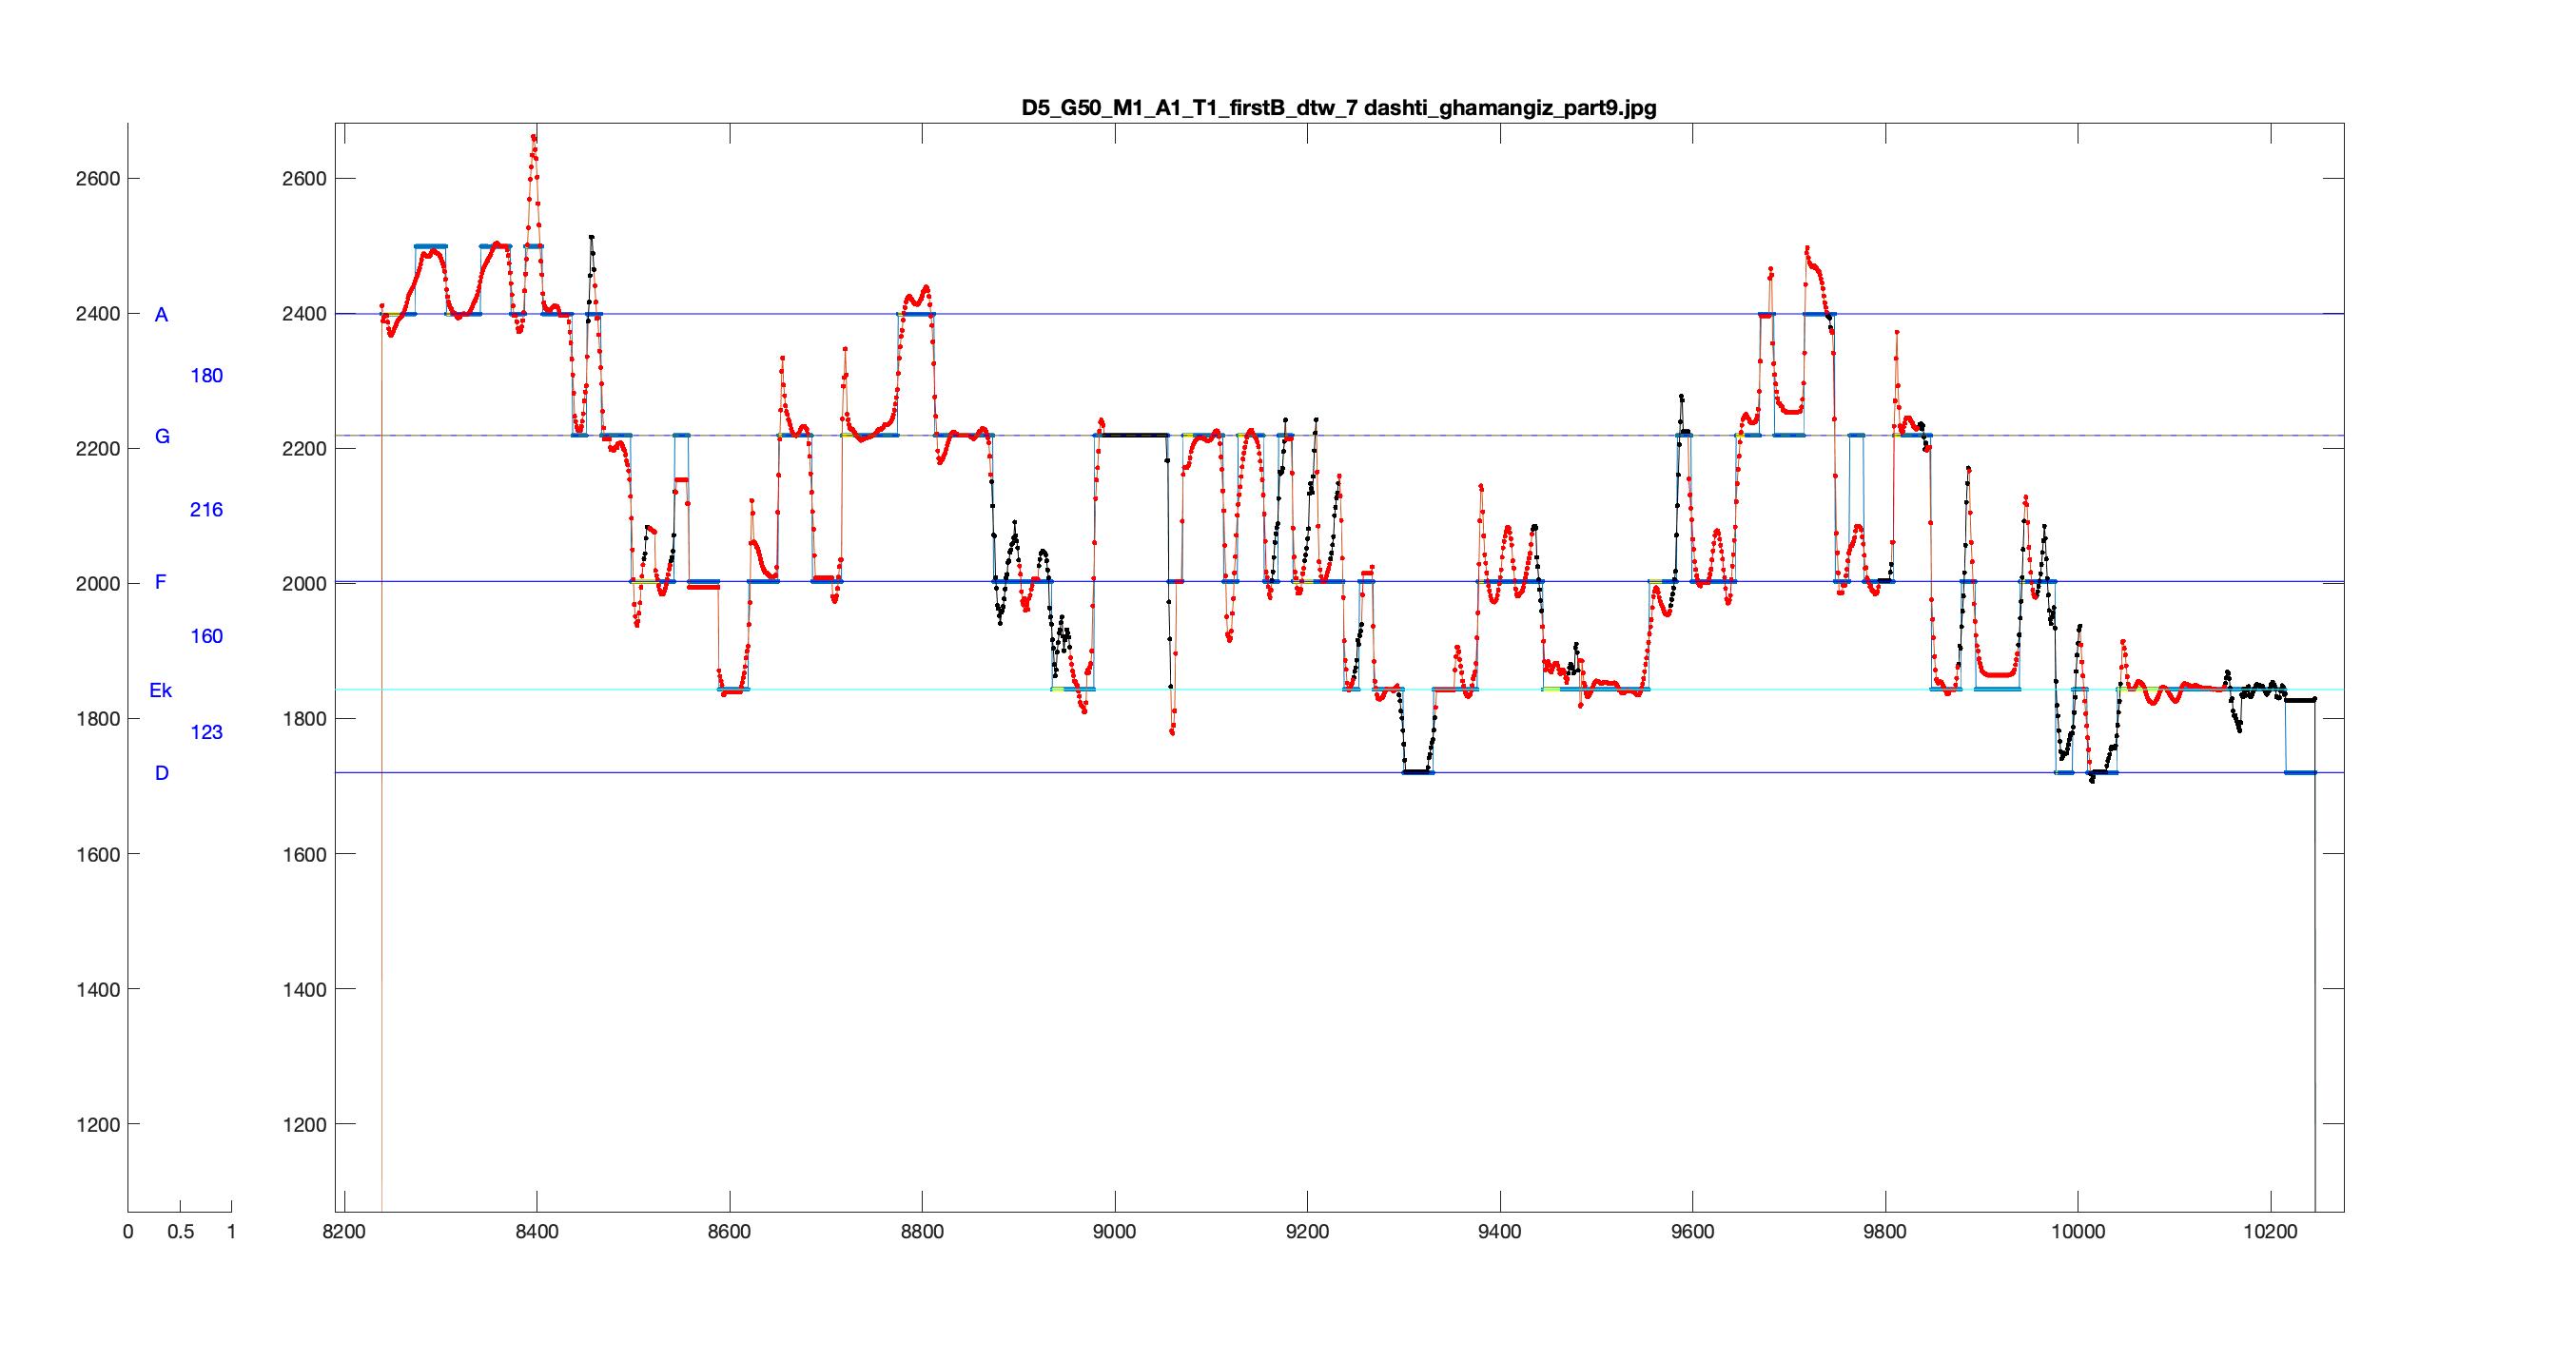 D5_G50_M1_A1_T1_firstB_dtw_7 dashti_ghamangiz_part9.jpg
2600 2600
2400 A 2400
180
G
2200 2200
216
2000 F 2000
160
Ek
1800 1800
123
D
1600 1600
1400 1400
1200 1200
0 0.5 1 8200 8400 8600 8800 9000 9200 9400 9600 9800 10000 10200